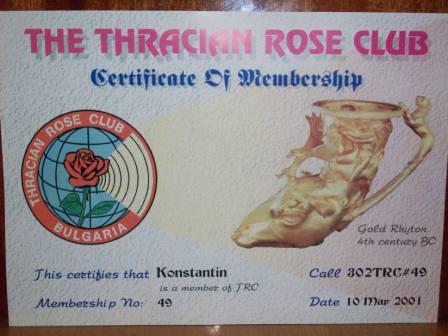 THE THRACIAN ROSE CLUB
Certificate Of Membership
THRACIAN ROSE CLUB
BULGARIA
Gold Rhyton
4th century BC
This certifies that Konstantin
is a member of TRC
Call 302TRC#49
Membership No: 49
Date 10 Mar 2001